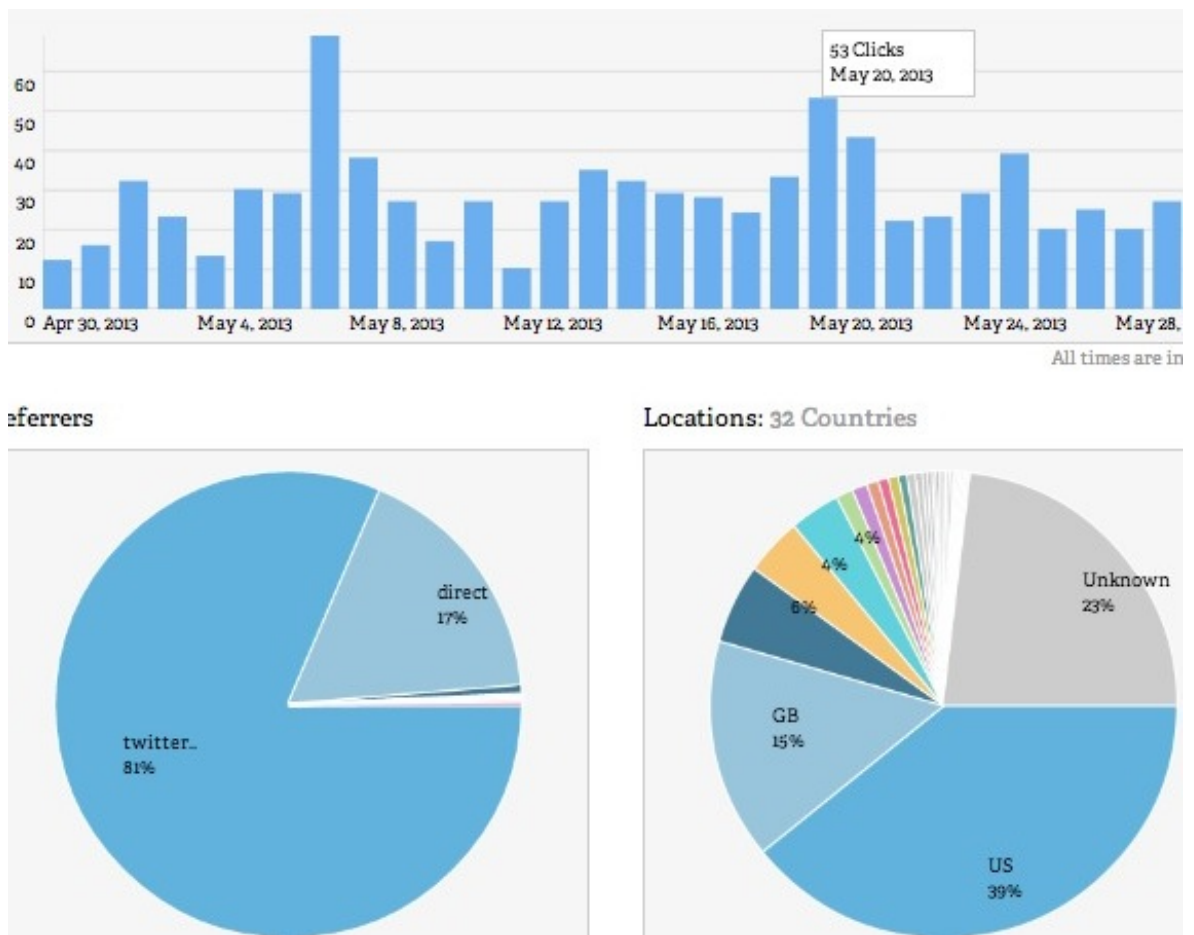 53 Clicks
May 20, 2013
60
50
40
30
20
10
0
Apr 30, 2013
May 4, 2013
May 8, 2013
May 12, 2013
May 16, 2013
May 20, 2013
May 24, 2013
May 28,
All times are in
eferrers
Locations: 32 Countries
direct
17%
twitter...
81%
4%
4%
6%
Unknown
23%
GB
15%
US
39%